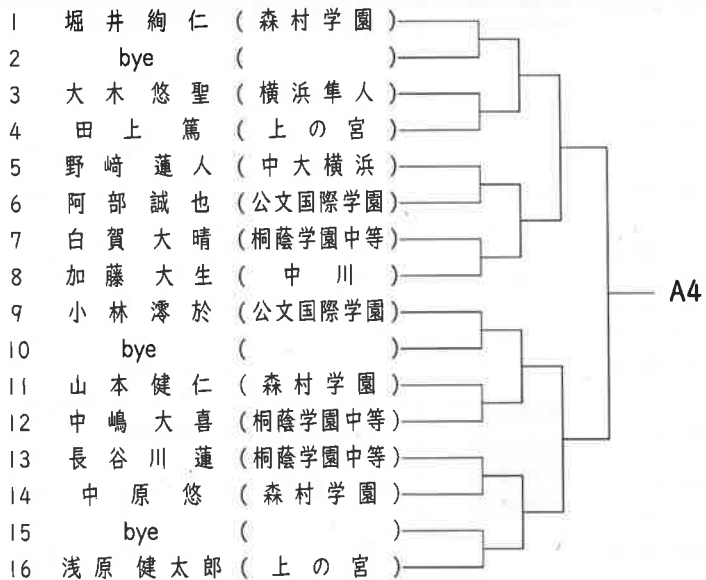 1 堀井絢仁 (森村学園)
2 bye ( )
3 大木悠聖 (横浜隼人)
4 田上篤 (上の宮)
5 野﨑蓮人 (中大横浜)
6 阿部誠也 (公文国際学園)
7 白賀大晴 (桐蔭学園中等)
8 加藤大生 (中川)
9 小林澪於 (公文国際学園)
10 bye ( )
11 山本健仁 (森村学園)
12 中嶋大喜 (桐蔭学園中等)
13 長谷川蓮 (桐蔭学園中等)
14 中原悠 (森村学園)
15 bye ( )
16 浅原健太郎 (上の宮)
A4